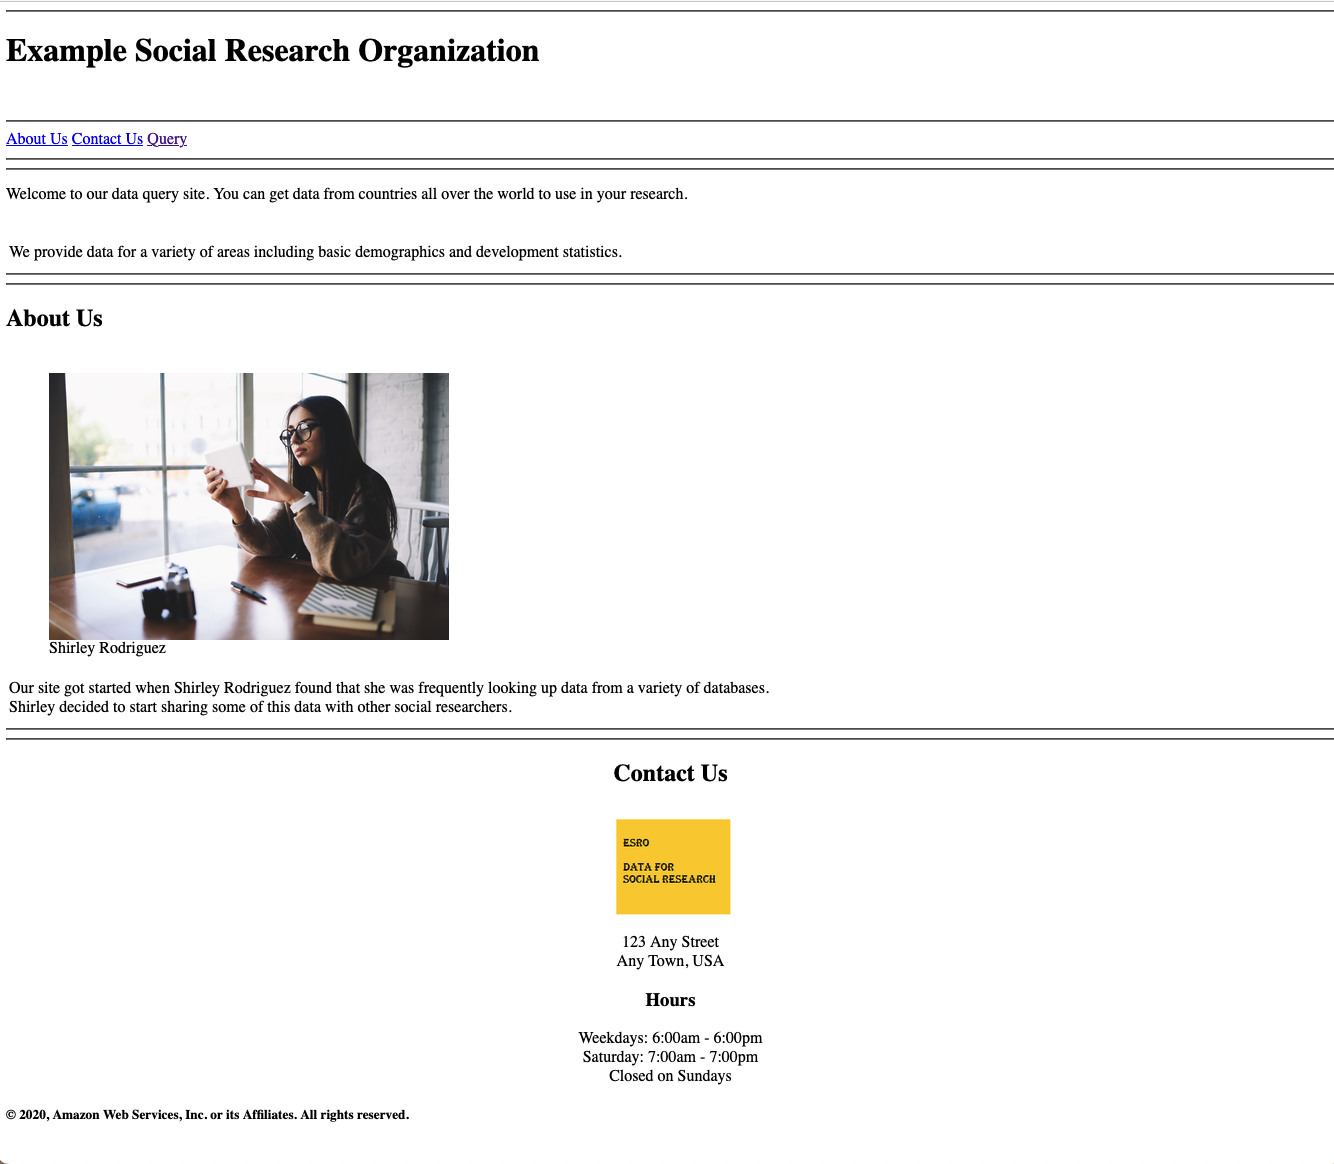 Example Social Research Organization
About Us Contact Us Query
Welcome to our data query site. You can get data from countries all over the world to use in your research.
We provide data for a variety of areas including basic demographics and development statistics.
About Us
Shirley Rodriguez
Our site got started when Shirley Rodriguez found that she was frequently looking up data from a variety of databases.
Shirley decided to start sharing some of this data with other social researchers.
Contact Us
ESRO
DATA FOR
SOCIAL RESEARCH
123 Any Street
Any Town, USA
Hours
Weekdays: 6:00am - 6:00pm
Saturday: 7:00am - 7:00pm
Closed on Sundays
© 2020, Amazon Web Services, Inc. or its Affiliates. All rights reserved.